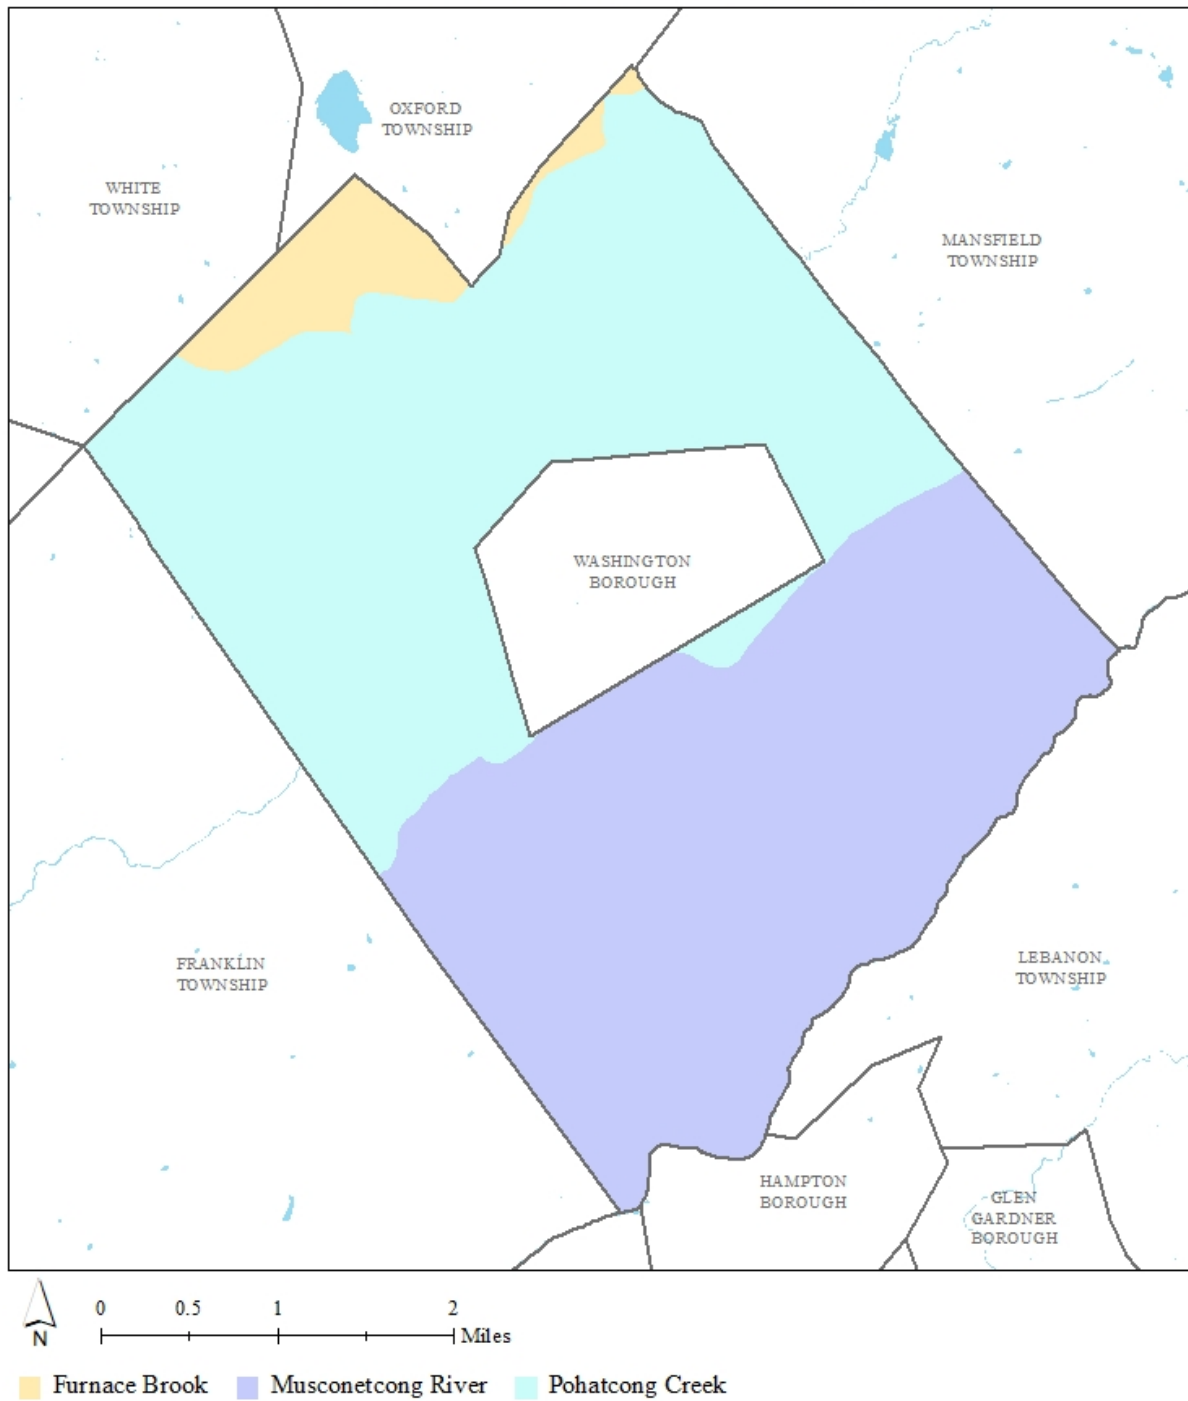 OXFORD
TOWNSHIP
WHITE
TOWNSHIP
MANSFIELD
TOWNSHIP
WASHINGTON
BOROUGH
FRANKLIN
TOWNSHIP
LEBANON
TOWNSHIP
HAMPTON
BOROUGH
GLEN
GARDNER
BOROUGH
N
0 0.5 1 2
Miles
Furnace Brook Musconetcong River Pohatcong Creek